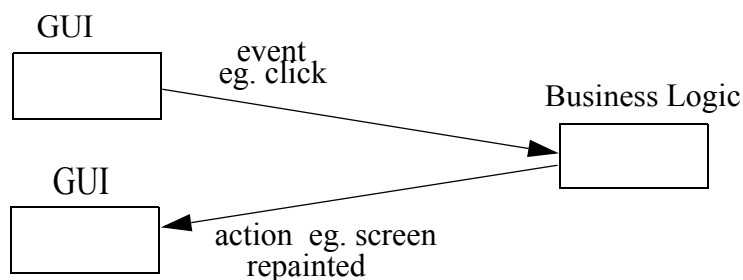 GUI
event
eg. click
Business Logic
GUI
action eg. screen
repainted